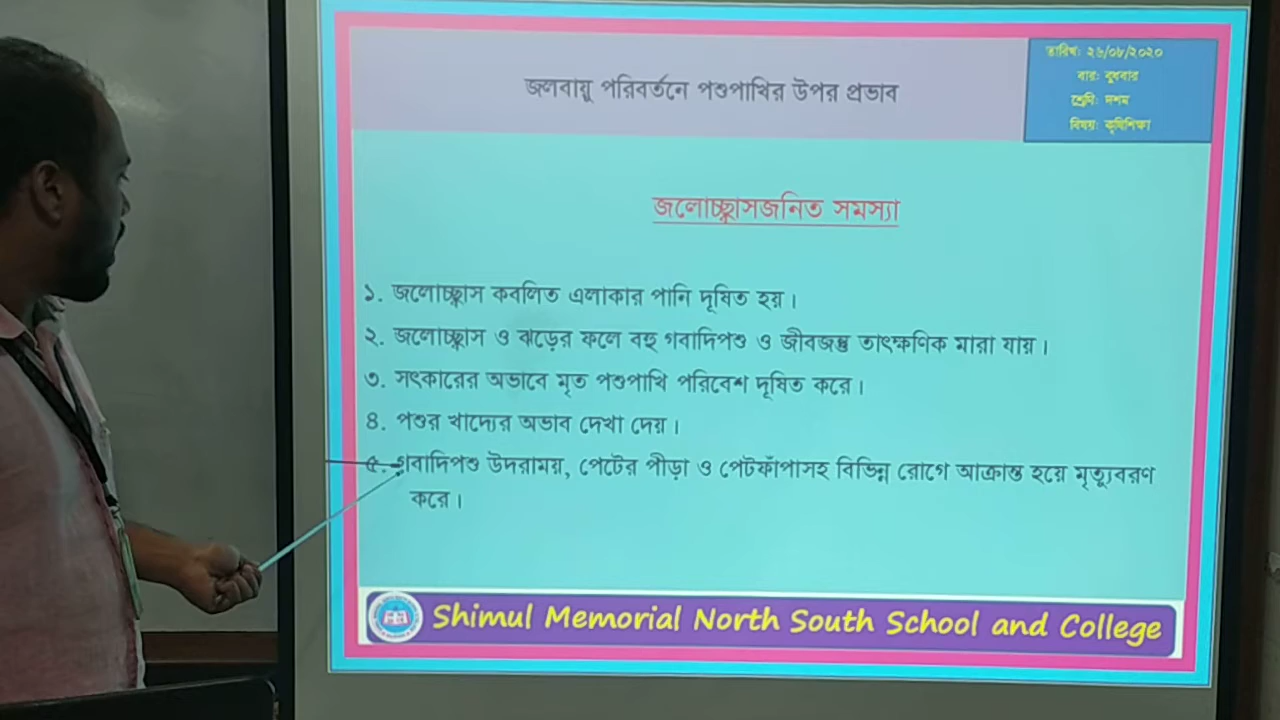 জলবায়ু পরিবর্তনে পশুপাখির উপর প্রভাব
তারিখ: ২৬/০৮/২০২০
বার: বুধবার
শ্রেণি: দশম
বিষয়: কৃষিশিক্ষা
জলোচ্ছ্বাসজনিত সমস্যা
১. জলোচ্ছ্বাস কবলিত এলাকার পানি দূষিত হয়।
২. জলোচ্ছ্বাস ও ঝড়ের ফলে বহু গবাদিপশু ও জীবজন্তু তাৎক্ষণিক মারা যায়।
৩. সৎকারের অভাবে মৃত পশুপাখি পরিবেশ দূষিত করে।
৪. পশুর খাদ্যের অভাব দেখা দেয়।
৫. গবাদিপশু উদরাময়, পেটের পীড়া ও পেটফাঁপাসহ বিভিন্ন রোগে আক্রান্ত হয়ে মৃত্যুবরণ
করে।
Shimul Memorial North South School and College